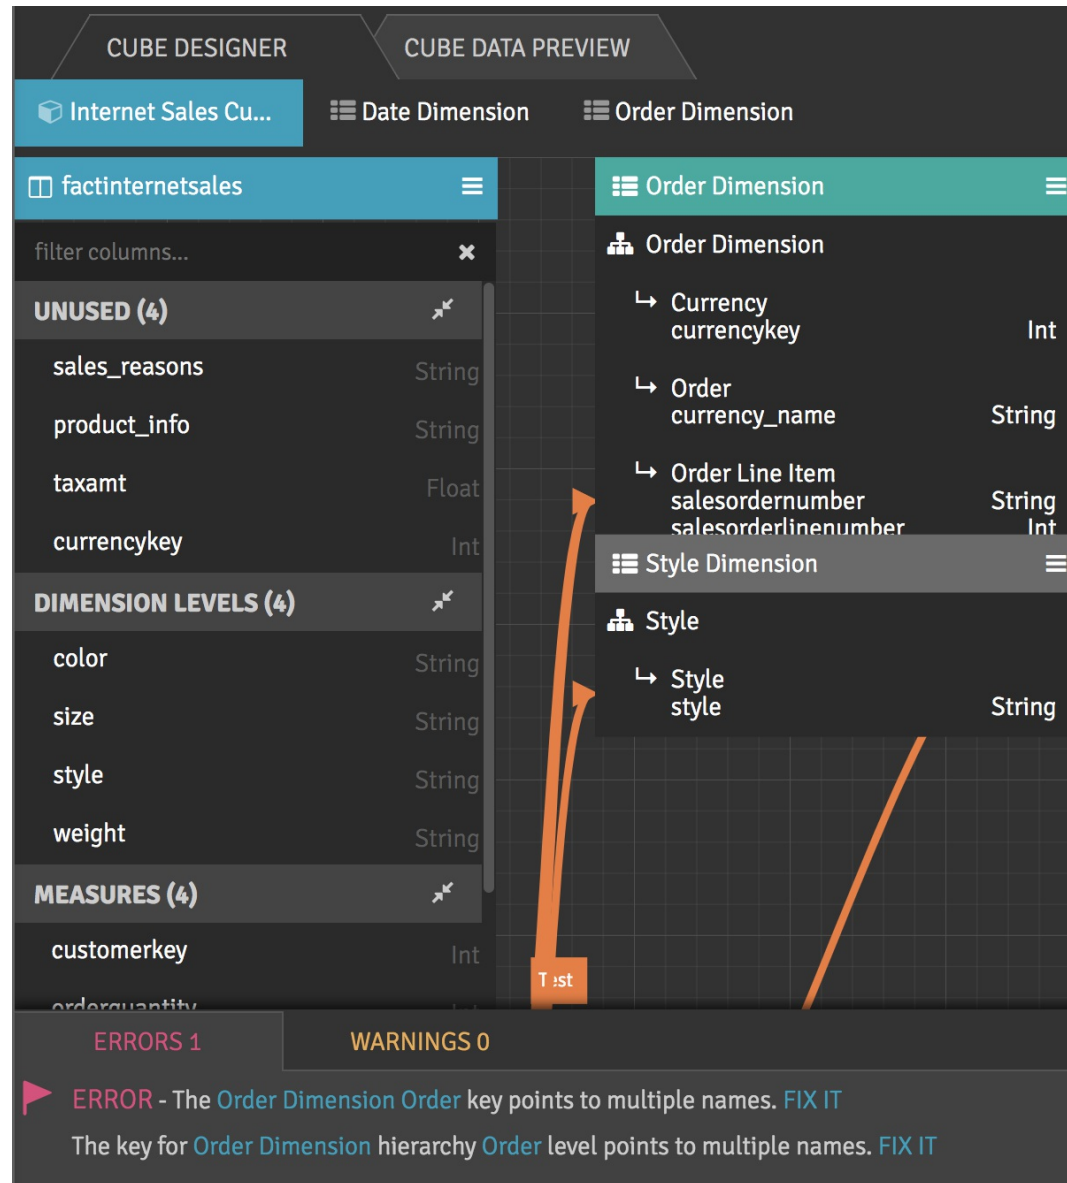 CUBE DESIGNER
CUBE DATA PREVIEW
Internet Sales Cu...
Date Dimension
Order Dimension
factinternetsales
filter columns...
UNUSED (4)
sales_reasons String
product_info String
taxamt Float
currencykey Int
DIMENSION LEVELS (4)
color String
size String
style String
weight String
MEASURES (4)
customerkey Int
orderquantity Int
Order Dimension
Order Dimension
Currency
currencykey Int
Order
currency_name String
Order Line Item
salesordernumber String
salesorderlinenumber Int
Style Dimension
Style
Style
style String
ERRORS 1
WARNINGS 0
ERROR - The Order Dimension Order key points to multiple names. FIX IT
The key for Order Dimension hierarchy Order level points to multiple names. FIX IT